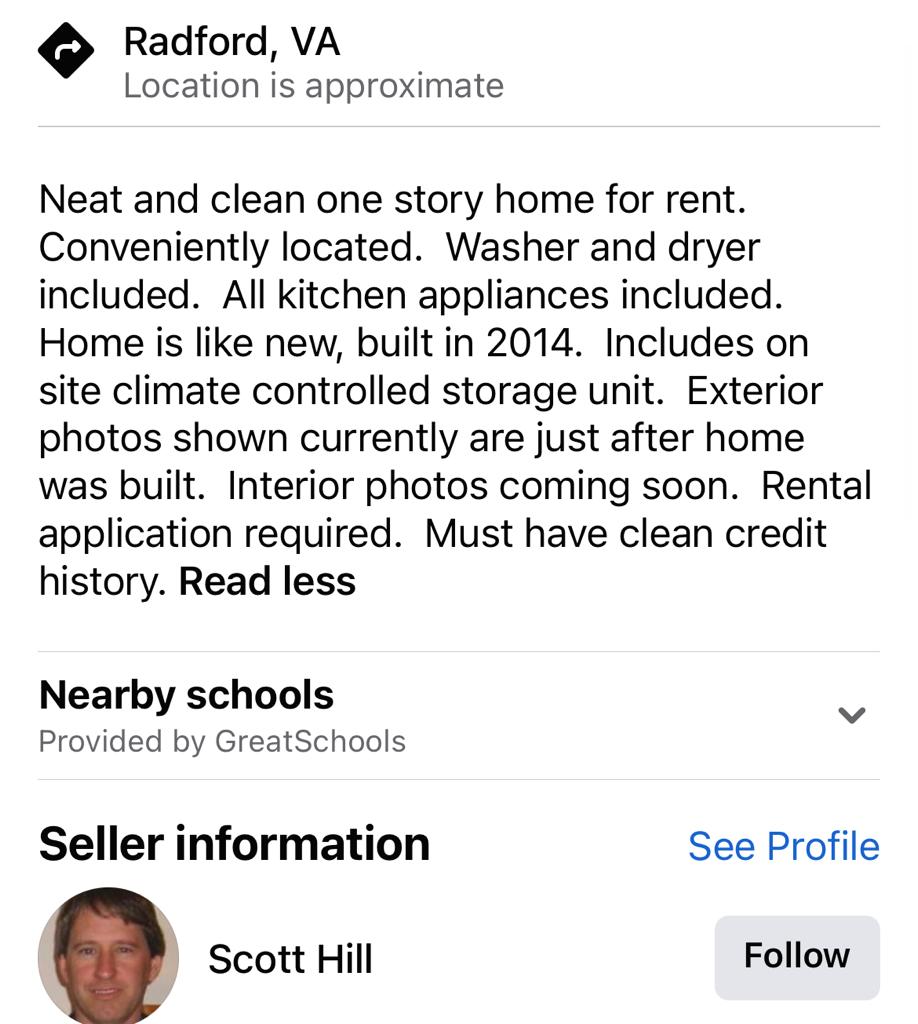 Radford, VA
Location is approximate
Neat and clean one story home for rent.
Conveniently located.  Washer and dryer
included.  All kitchen appliances included.
Home is like new, built in 2014.  Includes on
site climate controlled storage unit.  Exterior
photos shown currently are just after home
was built.  Interior photos coming soon.  Rental
application required.  Must have clean credit
history. Read less
Nearby schools
Provided by GreatSchools
Seller information
See Profile
Scott Hill
Follow